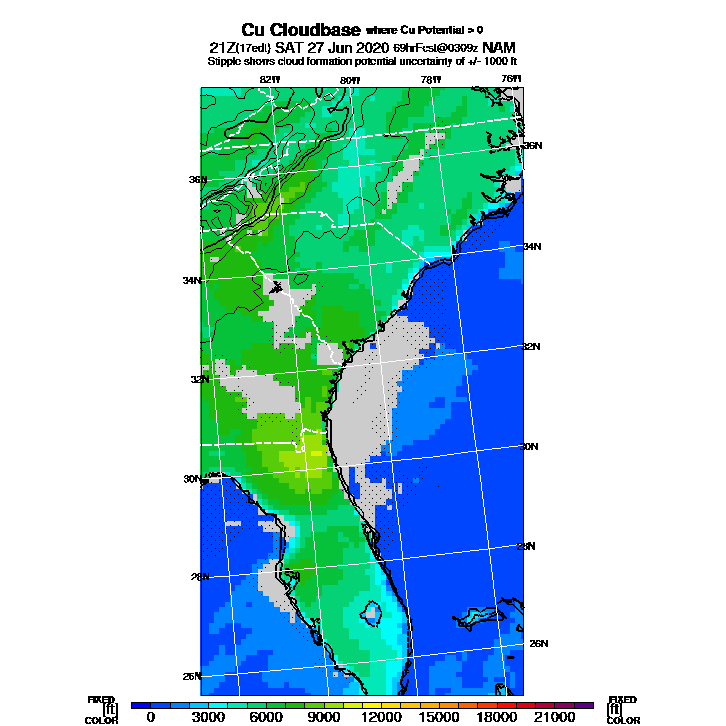 Cu Cloudbase where Cu Potential > 0
21Z(17edt) SAT 27 Jun 2020 69hrFcst@0309z NAM
Stipple shows cloud formation potential uncertainty of +/- 1000 ft
82W 80W 78W 76W
36N
36N
34N
34N
32N
32N
30N
30N
28N
28N
26N
26N
FIXED FIXED
[ft] [ft]
COLOR 0 3000 6000 9000 12000 15000 18000 21000 COLOR